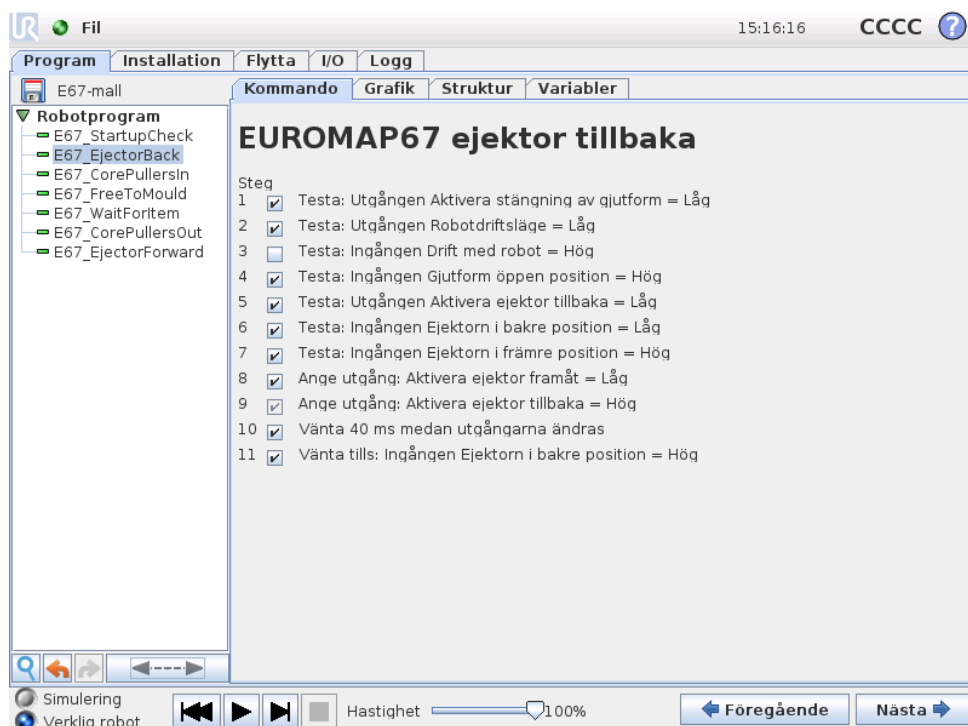 UR Fil 15:16:16 CCCC ?
Program Installation Flytta I/O Logg
E67-mall Kommando Grafik Struktur Variabler
Robotprogram
E67_StartupCheck
E67_EjectorBack
E67_CorePullersIn
E67_FreeToMould
E67_WaitForItem
E67_CorePullersOut
E67_EjectorForward
EUROMAP67 ejektor tillbaka
Steg
1 Testa: Utgången Aktivera stängning av gjutform = Låg
2 Testa: Utgången Robotdriftsläge = Låg
3 Testa: Ingången Drift med robot = Hög
4 Testa: Ingången Gjutform öppen position = Hög
5 Testa: Utgången Aktivera ejektor tillbaka = Låg
6 Testa: Ingången Ejektorn i bakre position = Låg
7 Testa: Ingången Ejektorn i främre position = Hög
8 Ange utgång: Aktivera ejektor framåt = Låg
9 Ange utgång: Aktivera ejektor tillbaka = Hög
10 Vänta 40 ms medan utgångarna ändras
11 Vänta tills: Ingången Ejektorn i bakre position = Hög
Simulering
Verklig robot
Hastighet 100%
Föregående Nästa